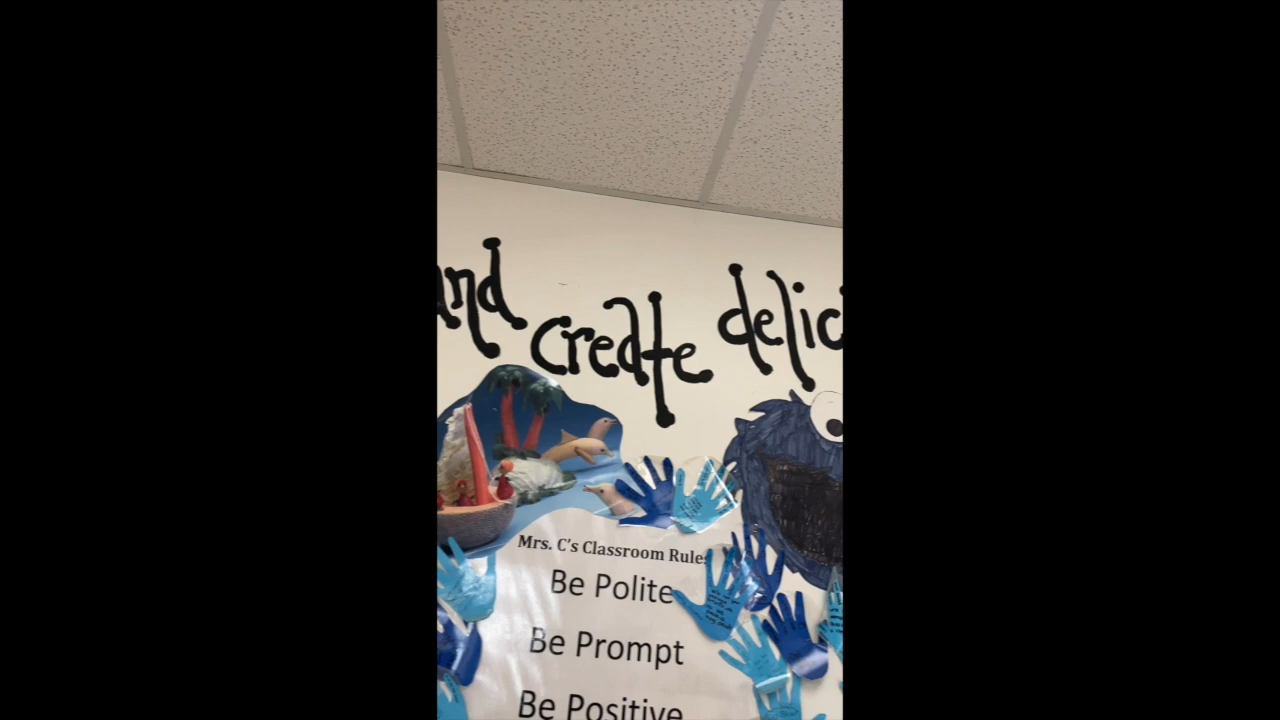 and create delic
Mrs. C's Classroom Rules
Be Polite
Be Prompt
Be Positive